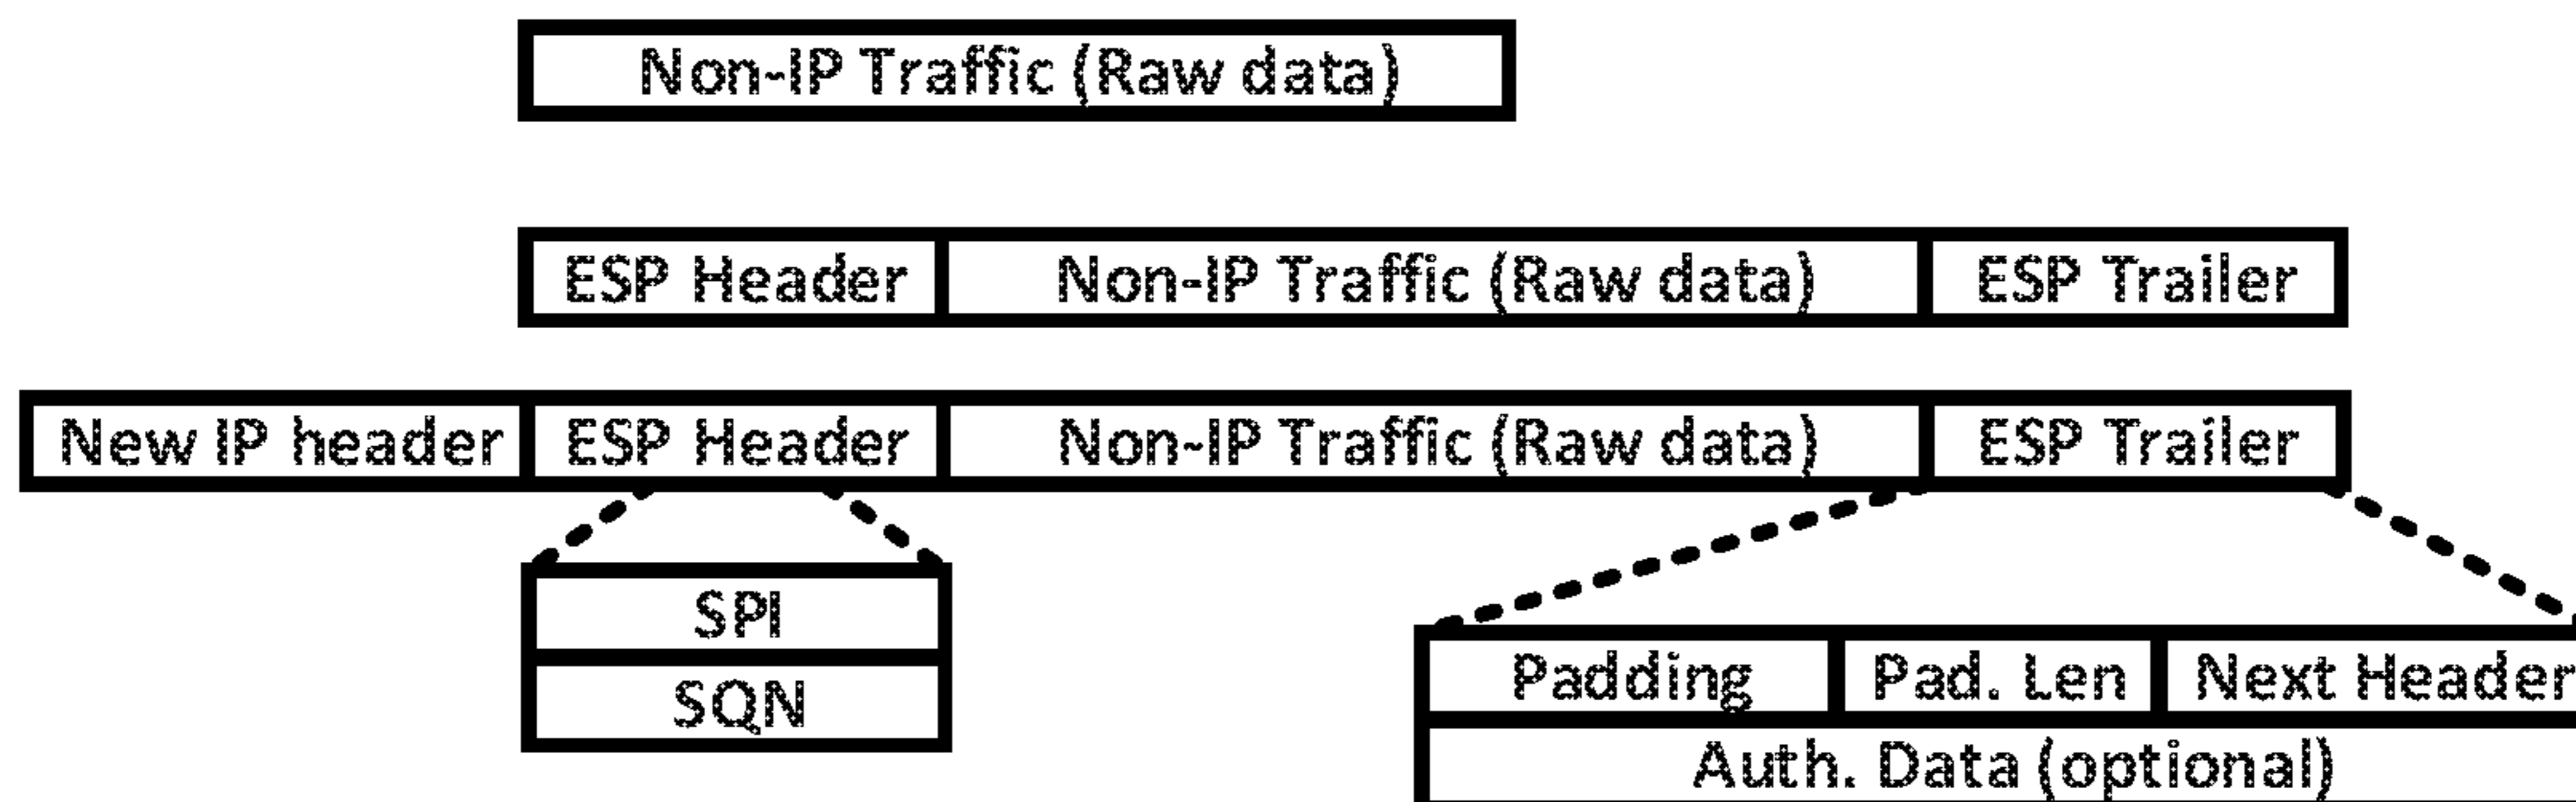 Non-IP Traffic (Raw data)
ESP Header Non-IP Traffic (Raw data) ESP Trailer
New IP header ESP Header Non-IP Traffic (Raw data) ESP Trailer
SPI
SQN
Padding Pad. Len Next Header
Auth. Data (optional)